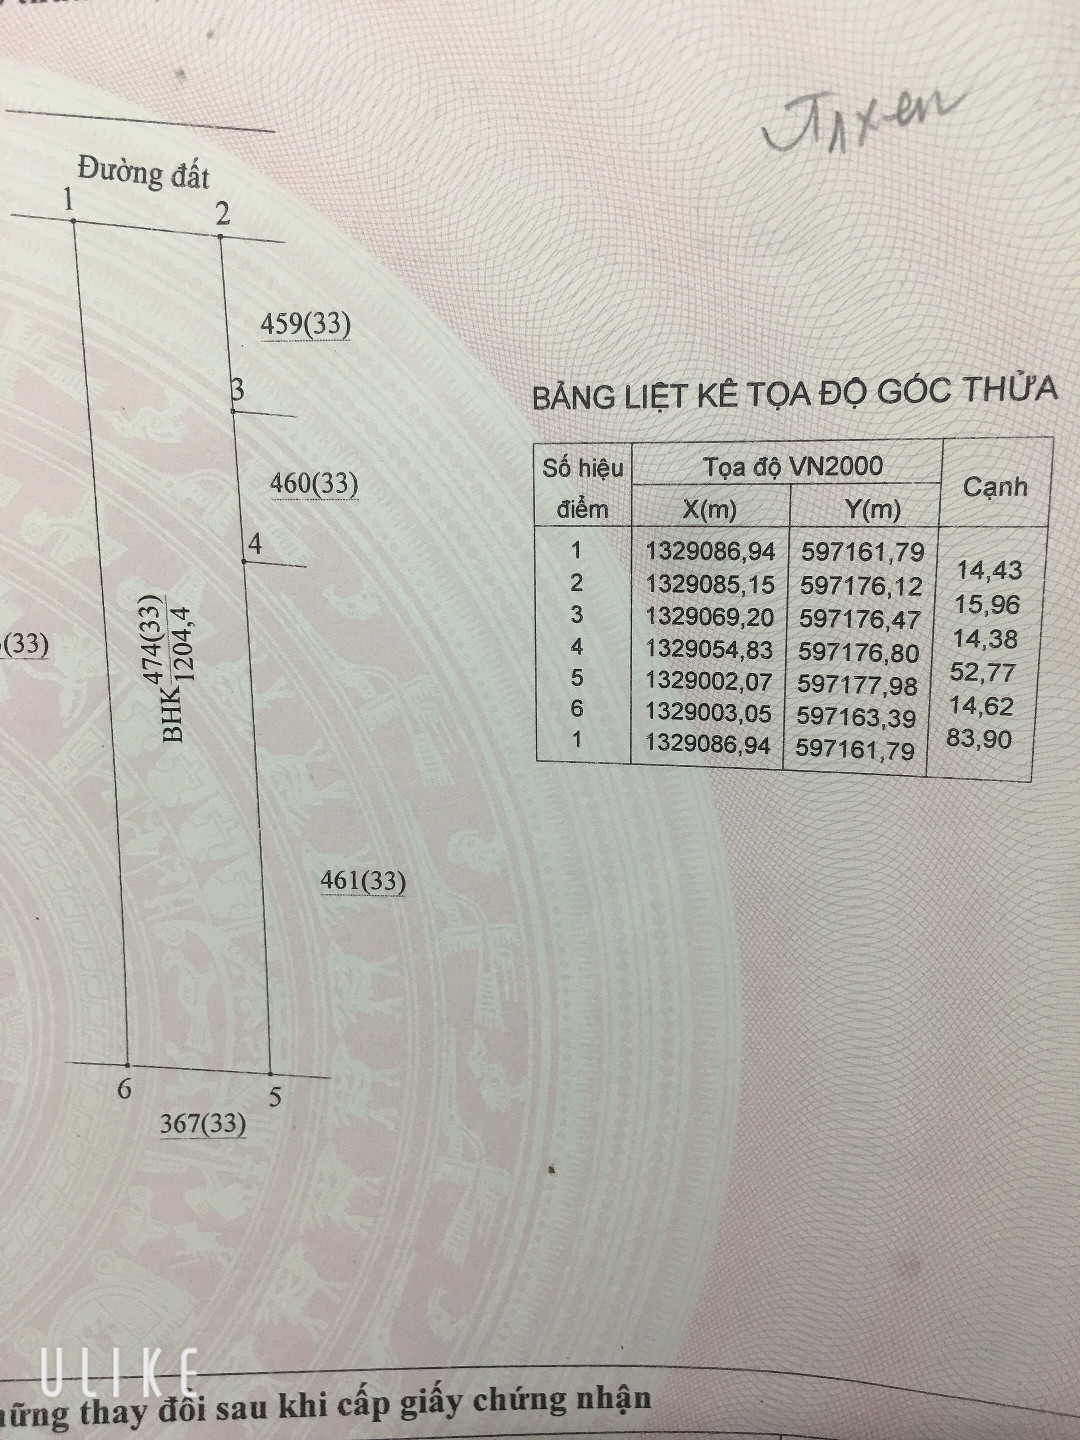 Đường đất
1
2
459(33)
3
460(33)
4
(33)
BHK 474(33)
1204,4
461(33)
6
5
367(33)
BẢNG LIỆT KÊ TỌA ĐỘ GÓC THỬA
Số hiệu điểm Tọa độ VN2000 Cạnh
X(m) Y(m)
1 1329086,94 597161,79
14,43
2 1329085,15 597176,12
15,96
3 1329069,20 597176,47
14,38
4 1329054,83 597176,80
52,77
5 1329002,07 597177,98
14,62
6 1329003,05 597163,39
83,90
1 1329086,94 597161,79
ULIKE
thay đổi sau khi cấp giấy chứng nhận